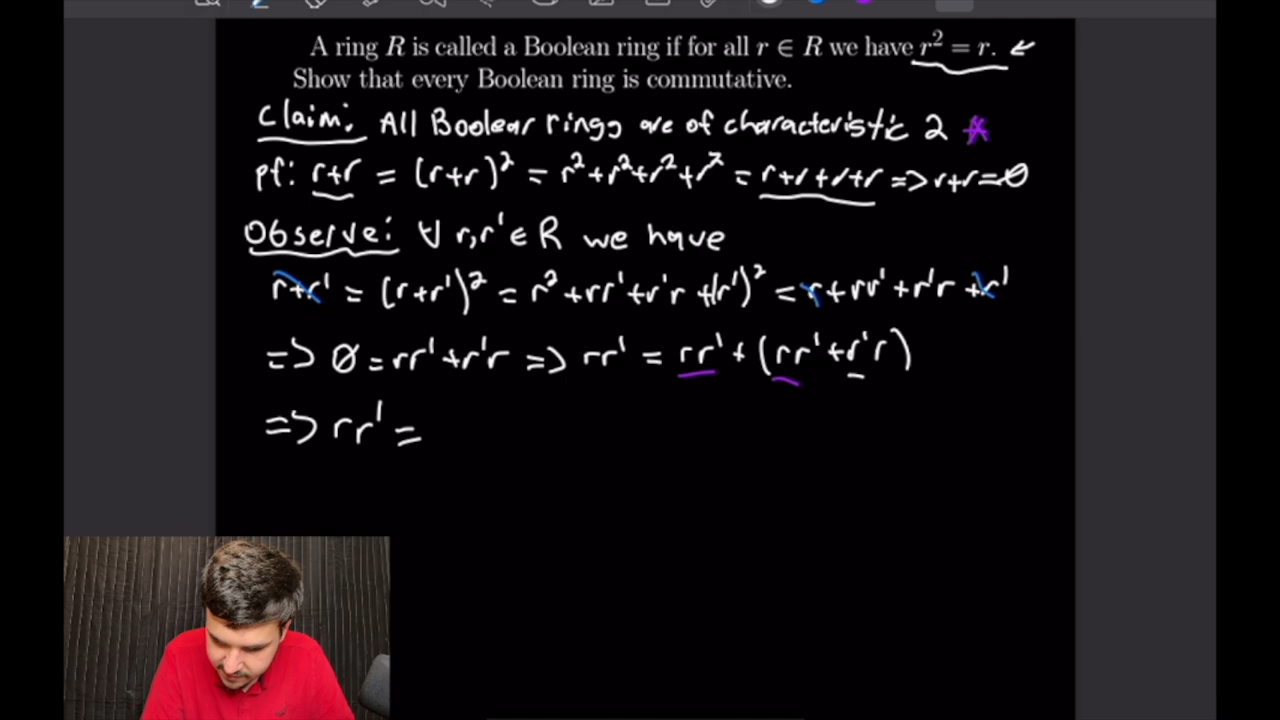 A ring R is called a Boolean ring if for all r ∈ R we have r² = r.
Show that every Boolean ring is commutative.
Claim: All Boolean rings are of characteristic 2 *
pf: r+r = (r+r)² = r²+r²+r²+r² = r+r+r+r => r+r=0
Observe: ∀ r,r' ∈ R we have
r+r' = (r+r')² = r² + rr' + r'r + (r')² = r + rr' + r'r + r'
=> 0 = rr' + r'r => rr' = rr' + (rr' + r'r)
=> rr' =